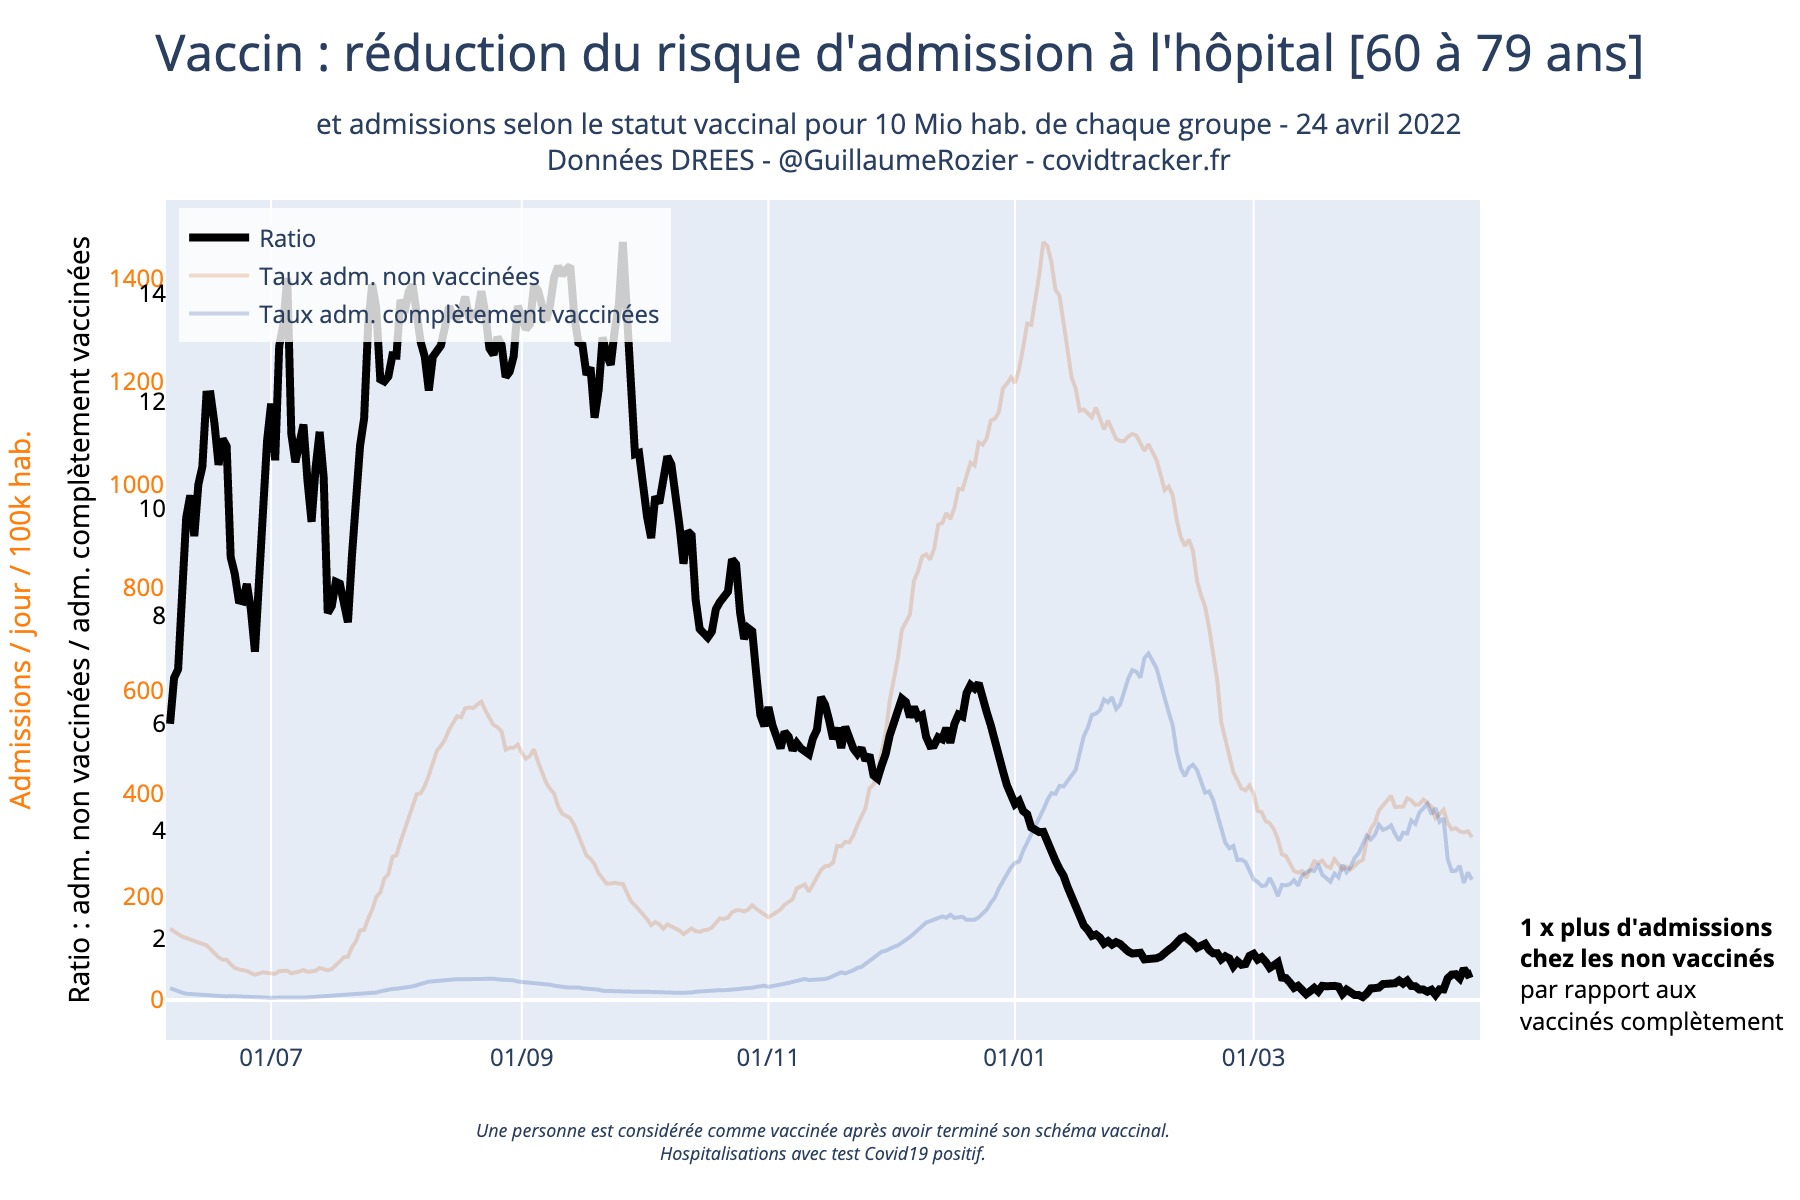 Vaccin : réduction du risque d'admission à l'hôpital [60 à 79 ans]
et admissions selon le statut vaccinal pour 10 Mio hab. de chaque groupe - 24 avril 2022
Données DREES - @GuillaumeRozier - covidtracker.fr
Ratio
Taux adm. non vaccinées
Taux adm. complètement vaccinées
Admissions / jour / 100k hab.
Ratio : adm. non vaccinées / adm. complètement vaccinées
1400
14
1200
12
1000
10
800
8
600
6
400
4
200
2
0
01/07
01/09
01/11
01/01
01/03
1 x plus d'admissions
chez les non vaccinés
par rapport aux
vaccinés complètement
Une personne est considérée comme vaccinée après avoir terminé son schéma vaccinal.
Hospitalisations avec test Covid19 positif.